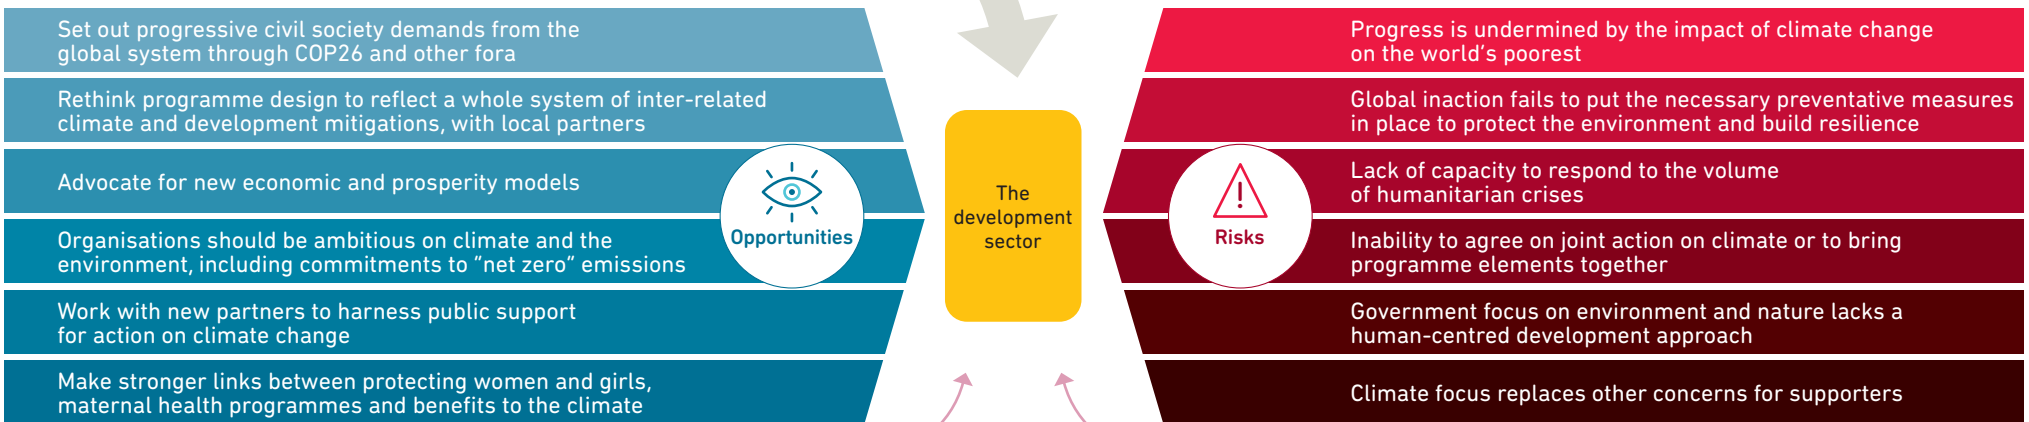 Set out progressive civil society demands from the
global system through COP26 and other fora
Rethink programme design to reflect a whole system of inter-related
climate and development mitigations, with local partners
Advocate for new economic and prosperity models
Organisations should be ambitious on climate and the
environment, including commitments to "net zero" emissions
Work with new partners to harness public support
for action on climate change
Make stronger links between protecting women and girls,
maternal health programmes and benefits to the climate
Opportunities
The
development
sector
Risks
Progress is undermined by the impact of climate change
on the world's poorest
Global inaction fails to put the necessary preventative measures
in place to protect the environment and build resilience
Lack of capacity to respond to the volume
of humanitarian crises
Inability to agree on joint action on climate or to bring
programme elements together
Government focus on environment and nature lacks a
human-centred development approach
Climate focus replaces other concerns for supporters